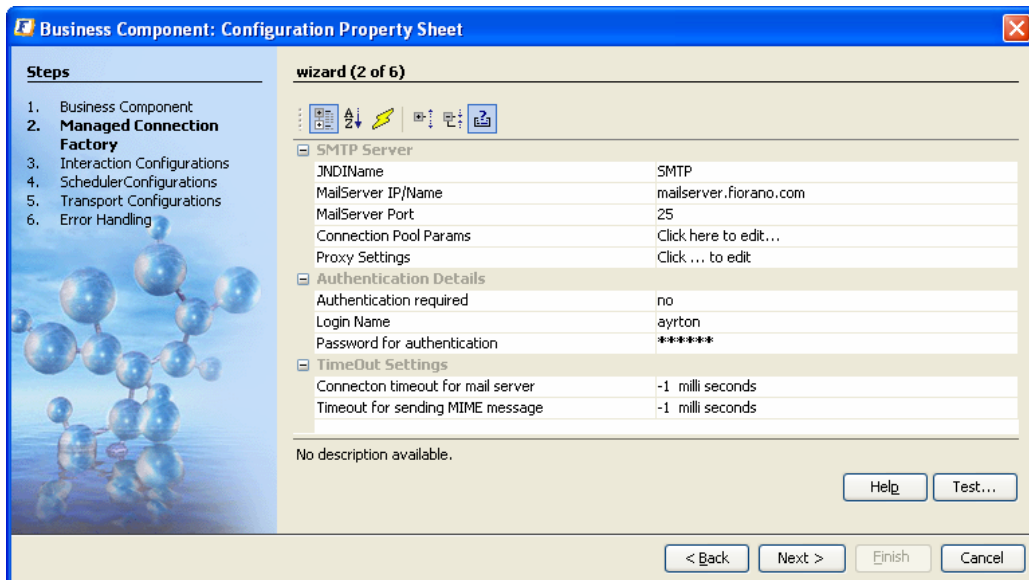 Business Component: Configuration Property Sheet
Steps
1. Business Component
2. Managed Connection
Factory
3. Interaction Configurations
4. SchedulerConfigurations
5. Transport Configurations
6. Error Handling
wizard (2 of 6)
SMTP Server
JNDIName SMTP
MailServer IP/Name mailserver.fiorano.com
MailServer Port 25
Connection Pool Params Click here to edit...
Proxy Settings Click ... to edit
Authentication Details
Authentication required no
Login Name ayrton
Password for authentication ******
TimeOut Settings
Connecton timeout for mail server -1 milli seconds
Timeout for sending MIME message -1 milli seconds
No description available.
Help Test...
< Back Next > Finish Cancel